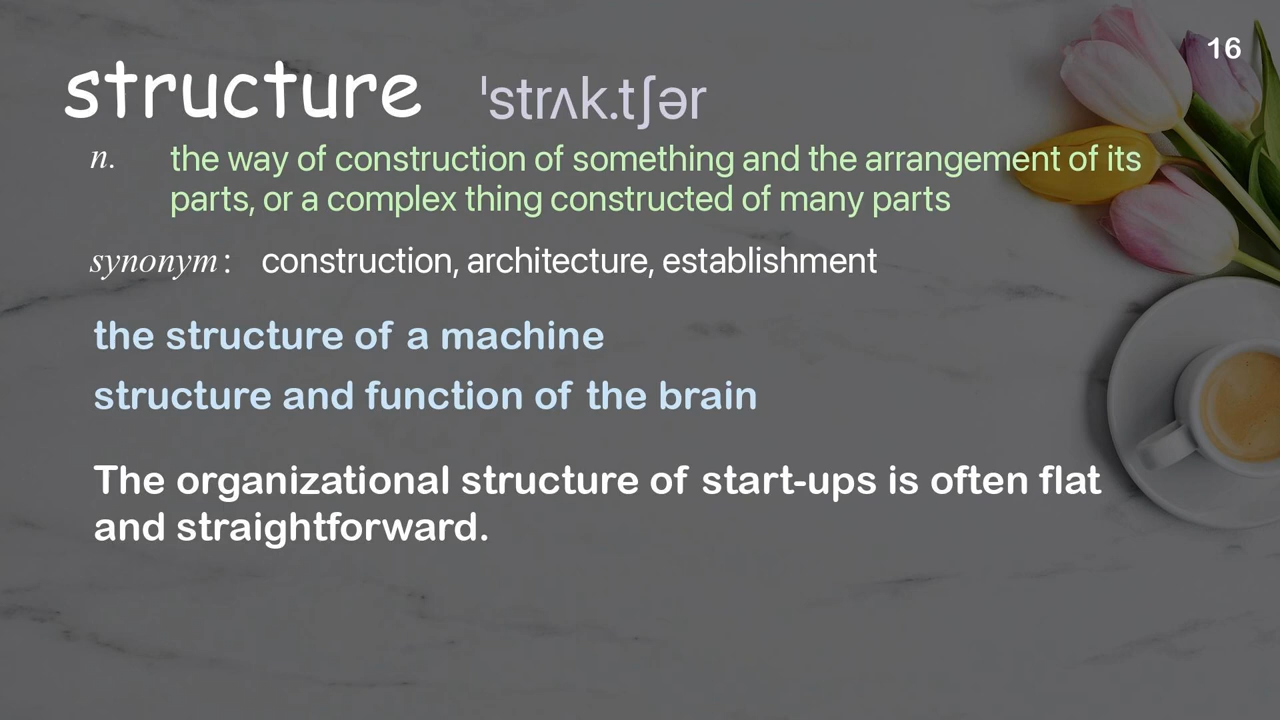 16
structure ˈstrʌk.tʃər
n. the way of construction of something and the arrangement of its
parts, or a complex thing constructed of many parts
synonym : construction, architecture, establishment
the structure of a machine
structure and function of the brain
The organizational structure of start-ups is often flat
and straightforward.